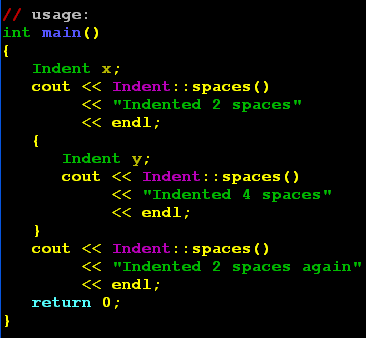 // usage:
int main()
{
Indent x;
cout << Indent::spaces()
<< "Indented 2 spaces"
<< endl;
{
Indent y;
cout << Indent::spaces()
<< "Indented 4 spaces"
<< endl;
}
cout << Indent::spaces()
<< "Indented 2 spaces again"
<< endl;
return 0;
}